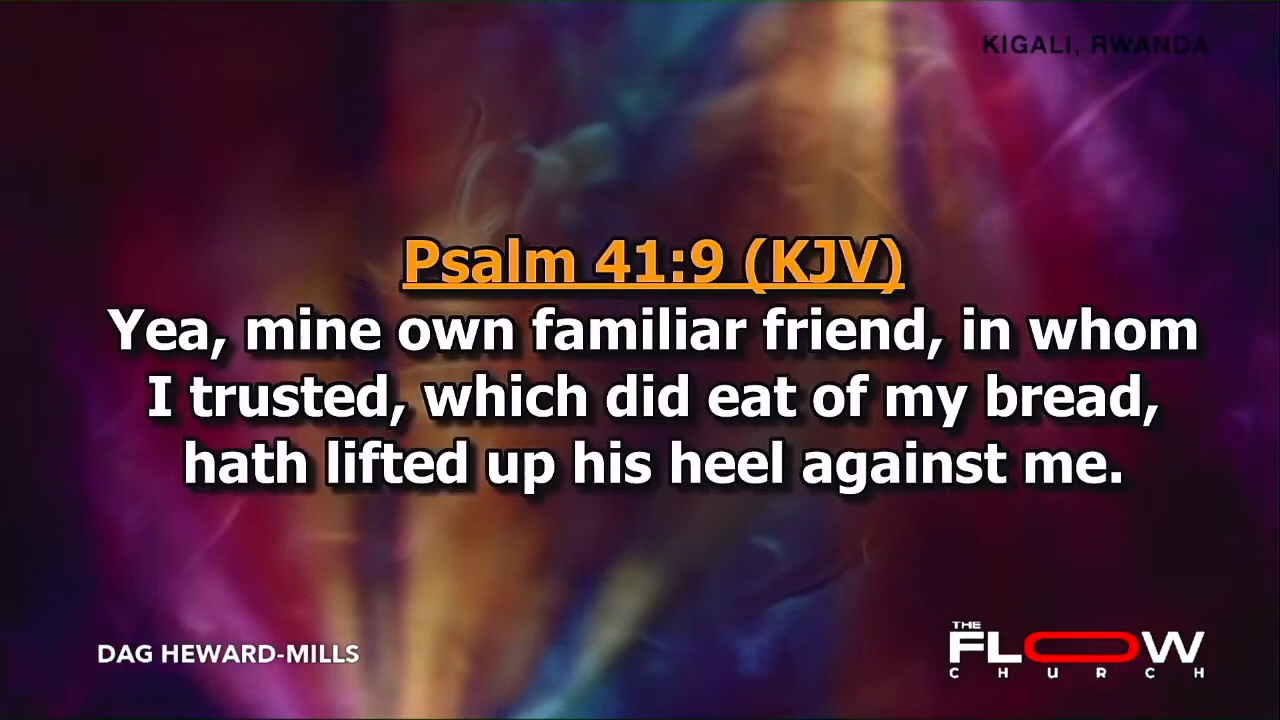 KIGALI, RWANDA
Psalm 41:9 (KJV)
Yea, mine own familiar friend, in whom
I trusted, which did eat of my bread,
hath lifted up his heel against me.
DAG HEWARD-MILLS
THE
FLOW
CHURCH